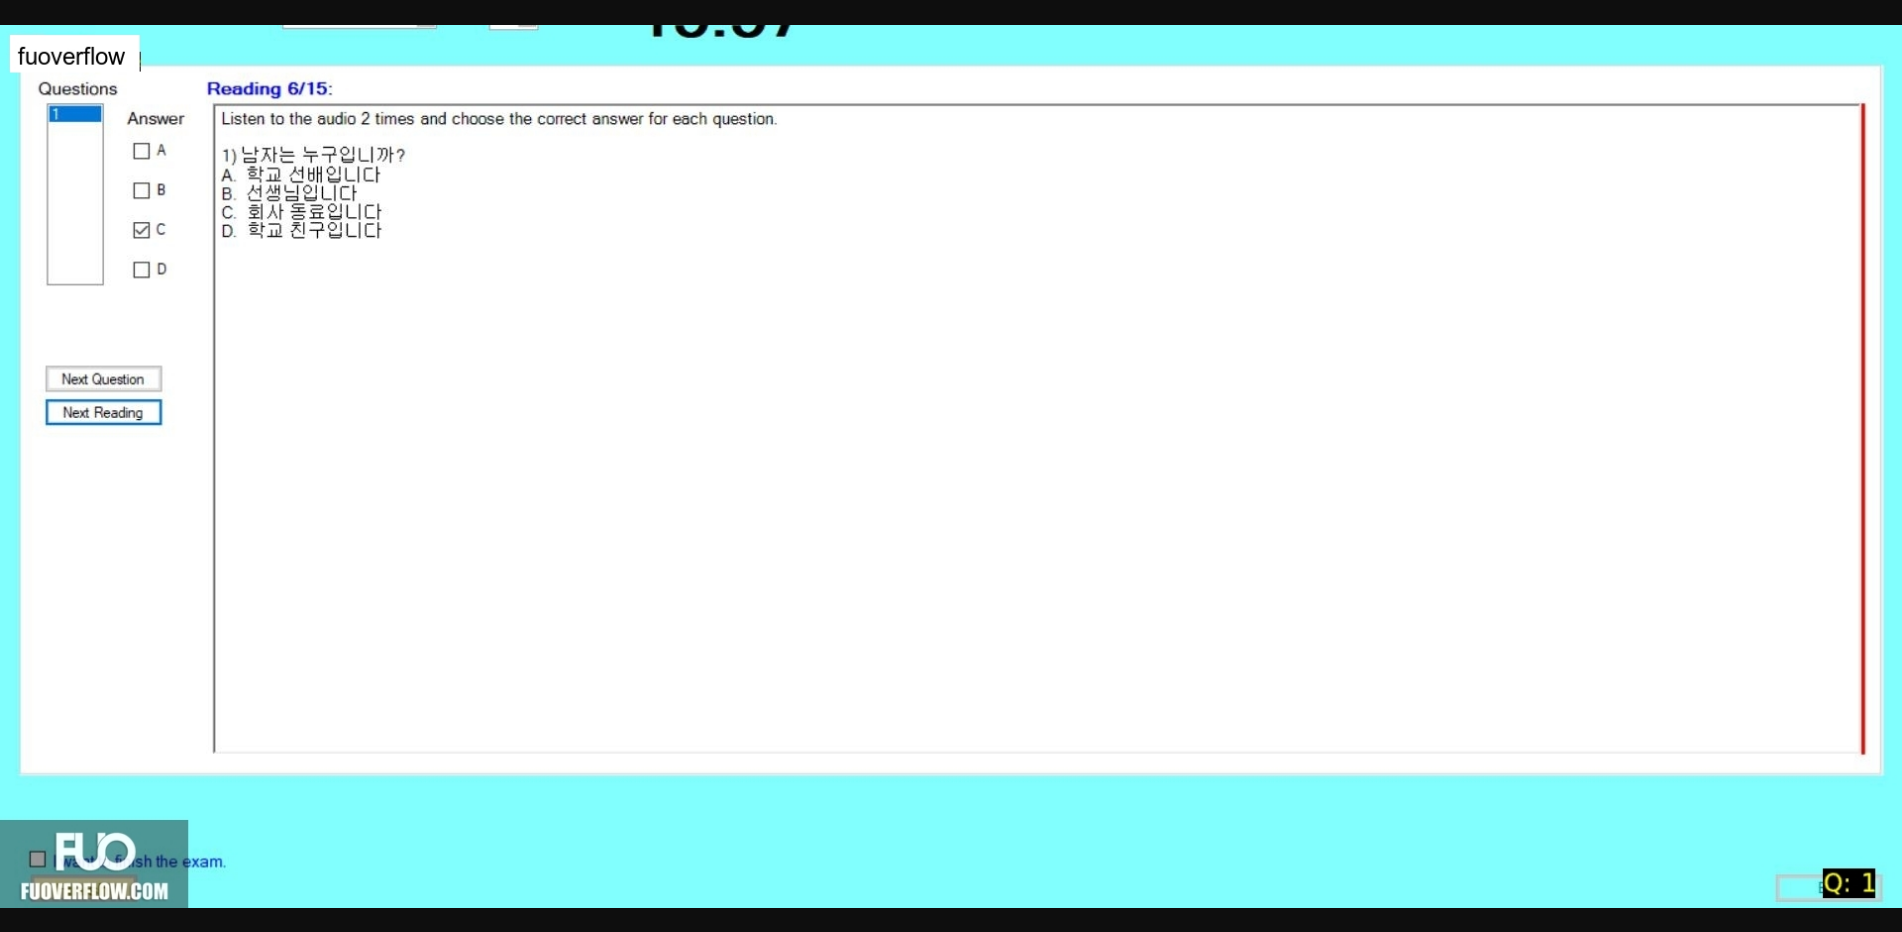 fuoverflow
Questions
Reading 6/15:
1
Answer
Listen to the audio 2 times and choose the correct answer for each question.
A
B
C
D
1) 남자는 누구입니까?
A. 학교 선배입니다
B. 선생님입니다
C. 회사 동료입니다
D. 학교 친구입니다
Next Question
Next Reading
FUO
finish the exam.
FUOVERFLOW.COM
Q: 1